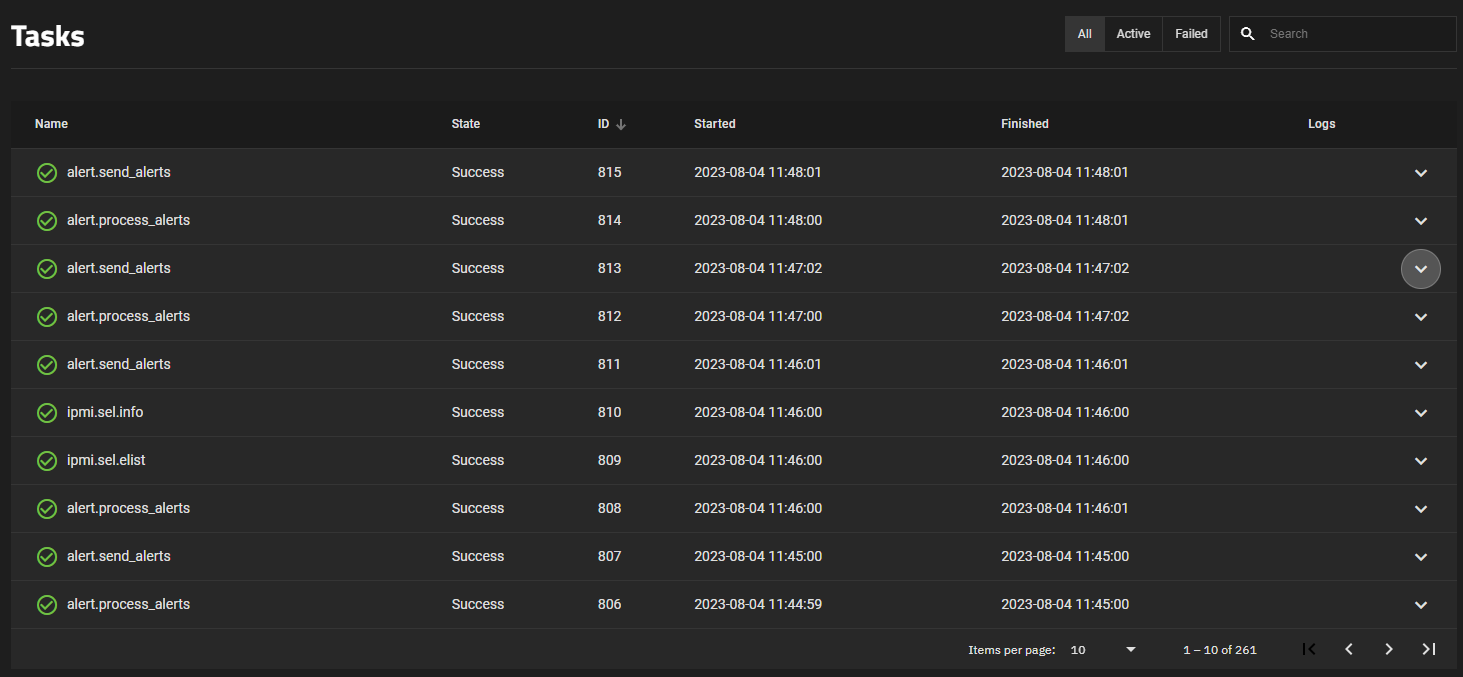 Tasks All Active Failed Search
Name State ID Started Finished Logs
alert.send_alerts Success 815 2023-08-04 11:48:01 2023-08-04 11:48:01
alert.process_alerts Success 814 2023-08-04 11:48:00 2023-08-04 11:48:01
alert.send_alerts Success 813 2023-08-04 11:47:02 2023-08-04 11:47:02
alert.process_alerts Success 812 2023-08-04 11:47:00 2023-08-04 11:47:02
alert.send_alerts Success 811 2023-08-04 11:46:01 2023-08-04 11:46:01
ipmi.sel.info Success 810 2023-08-04 11:46:00 2023-08-04 11:46:00
ipmi.sel.elist Success 809 2023-08-04 11:46:00 2023-08-04 11:46:00
alert.process_alerts Success 808 2023-08-04 11:46:00 2023-08-04 11:46:01
alert.send_alerts Success 807 2023-08-04 11:45:00 2023-08-04 11:45:00
alert.process_alerts Success 806 2023-08-04 11:44:59 2023-08-04 11:45:00
Items per page: 10 1 – 10 of 261